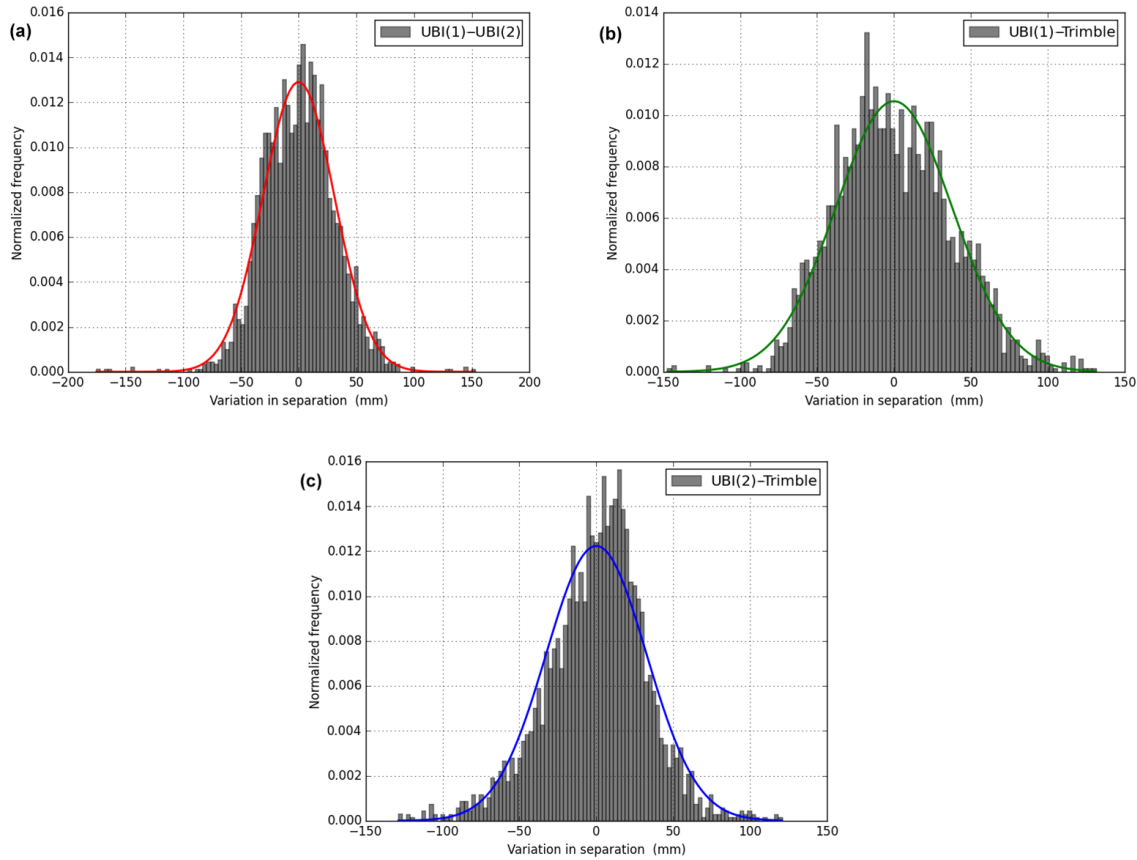 (a)
UBI(1)–UBI(2)
Normalized frequency
0.016
0.014
0.012
0.010
0.008
0.006
0.004
0.002
0.000
−200 −150 −100 −50 0 50 100 150 200
Variation in separation (mm)
(b)
UBI(1)–Trimble
Normalized frequency
0.014
0.012
0.010
0.008
0.006
0.004
0.002
0.000
−150 −100 −50 0 50 100 150
Variation in separation (mm)
(c)
UBI(2)–Trimble
Normalized frequency
0.016
0.014
0.012
0.010
0.008
0.006
0.004
0.002
0.000
−150 −100 −50 0 50 100 150
Variation in separation (mm)